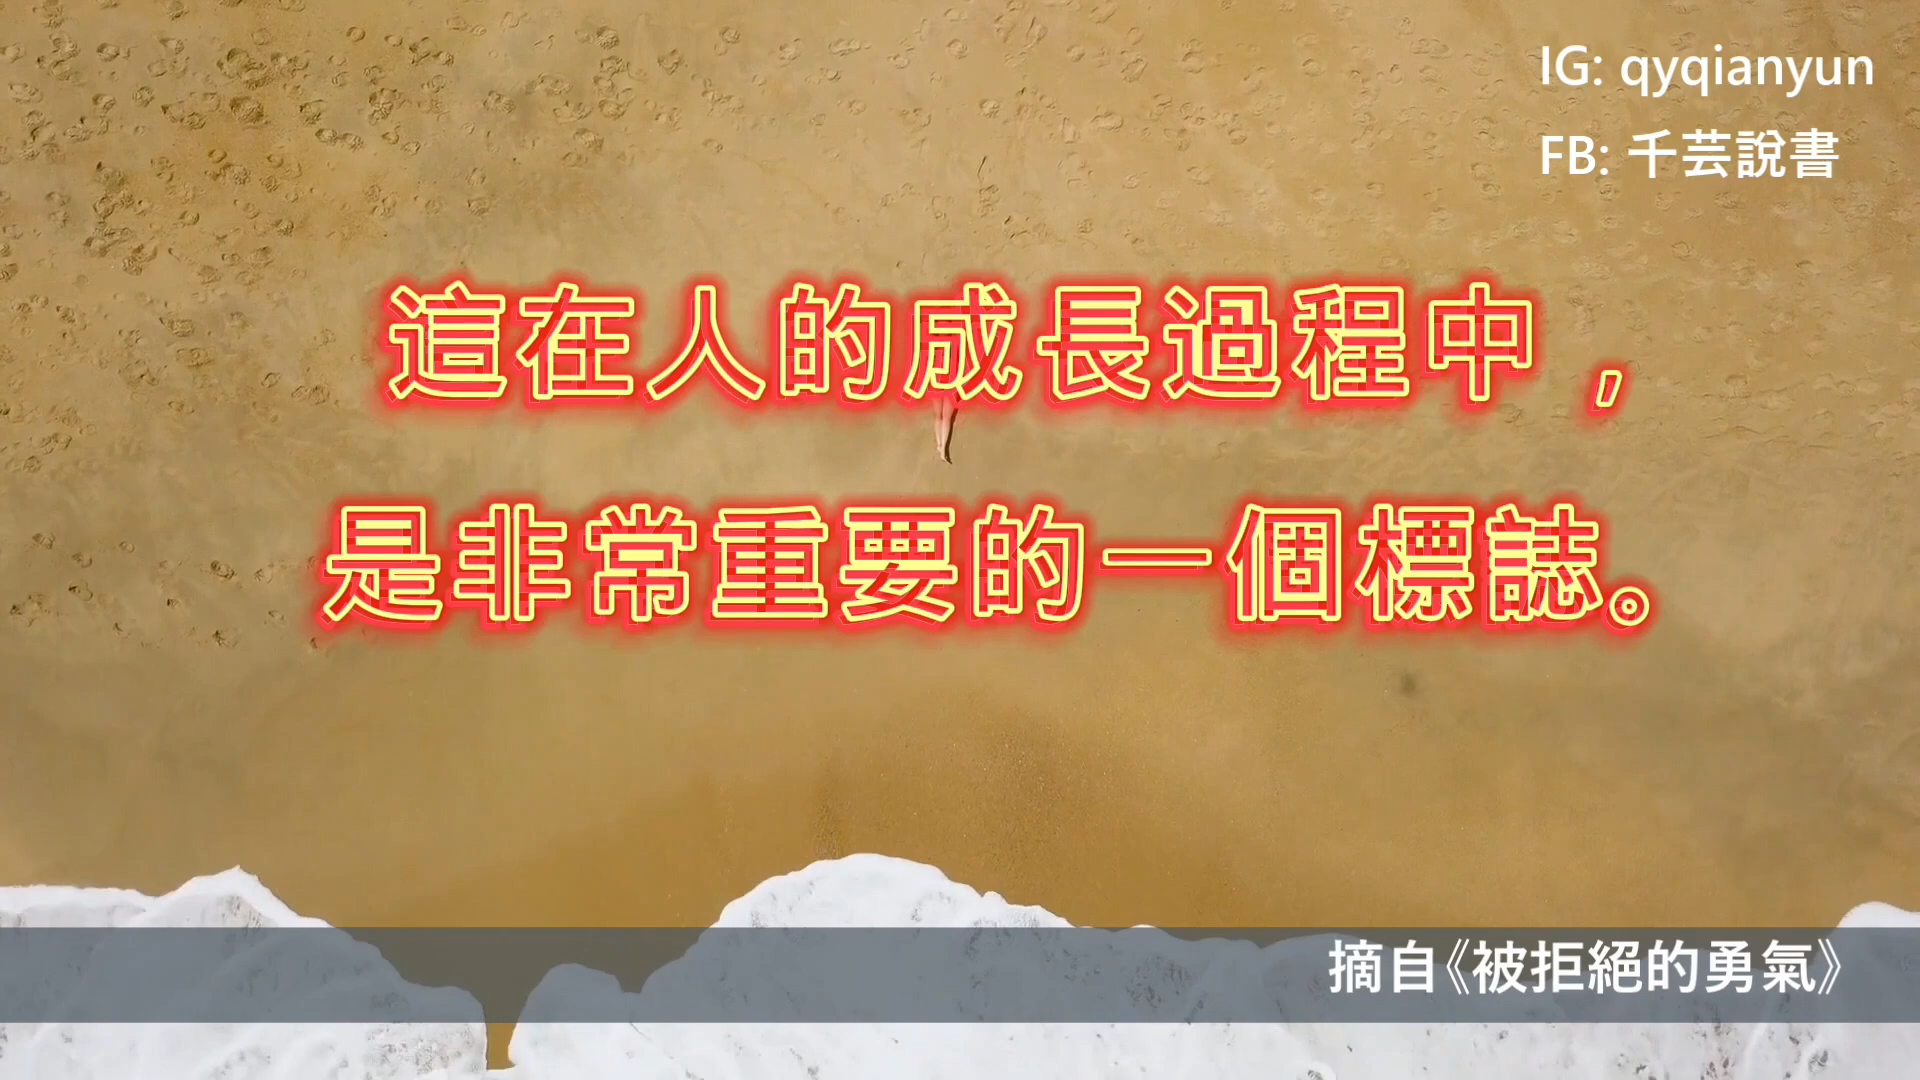 IG: qyqianyun
FB: 千芸說書
這在人的成長過程中，
是非常重要的一個標誌。
摘自《被拒絕的勇氣》